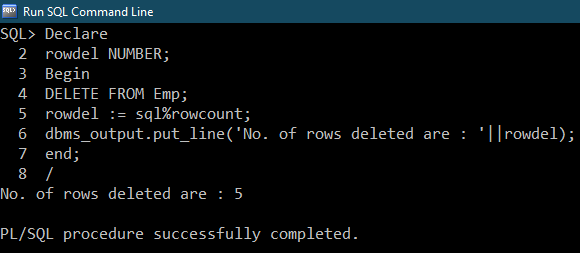 Run SQL Command Line
SQL> Declare
2 rowdel NUMBER;
3 Begin
4 DELETE FROM Emp;
5 rowdel := sql%rowcount;
6 dbms_output.put_line('No. of rows deleted are : '||rowdel);
7 end;
8 /
No. of rows deleted are : 5
PL/SQL procedure successfully completed.